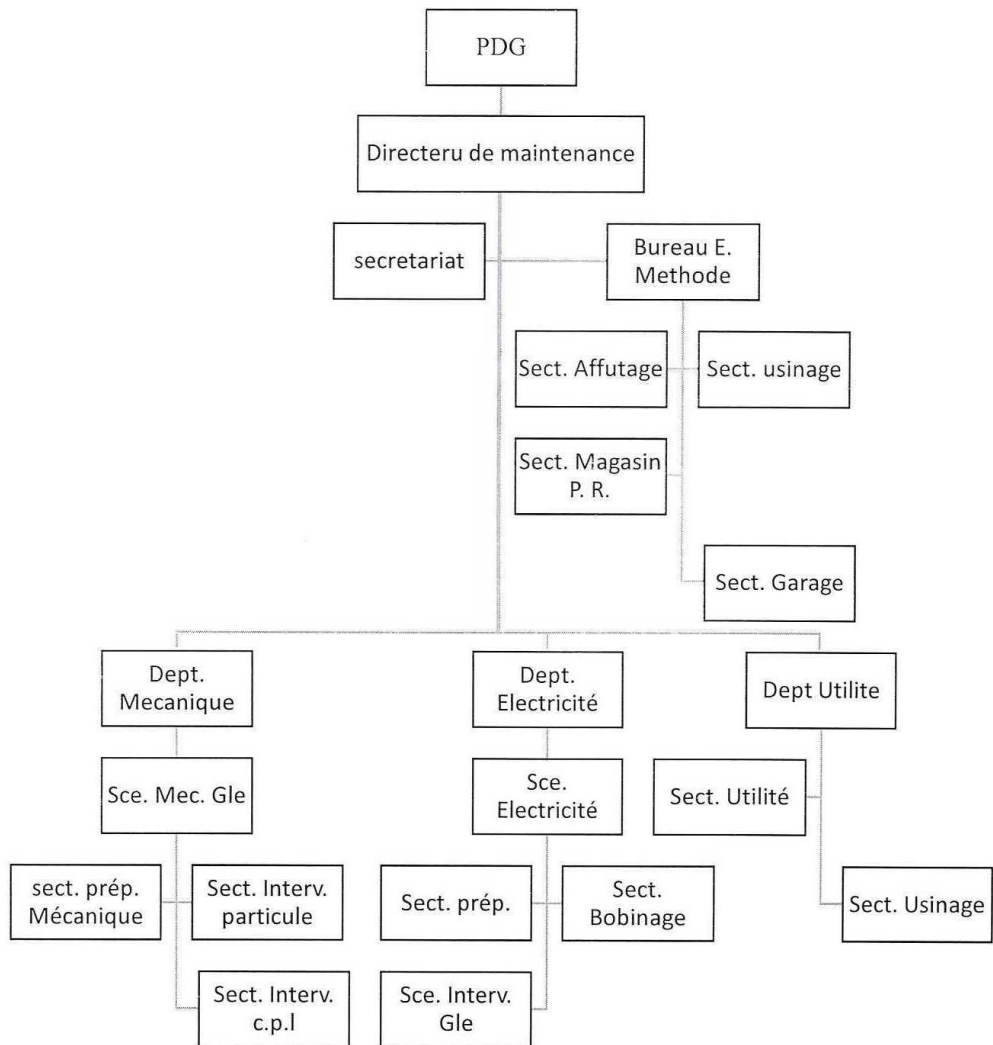 PDG
Directeru de maintenance
secretariat
Bureau E.
Methode
Sect. Affutage
Sect. usinage
Sect. Magasin
P. R.
Sect. Garage
Dept.
Mecanique
Dept.
Electricité
Dept Utilite
Sce. Mec. Gle
Sce.
Electricité
Sect. Utilité
sect. prép.
Mécanique
Sect. Interv.
particule
Sect. prép.
Sect.
Bobinage
Sect. Usinage
Sect. Interv.
c.p.l
Sce. Interv.
Gle